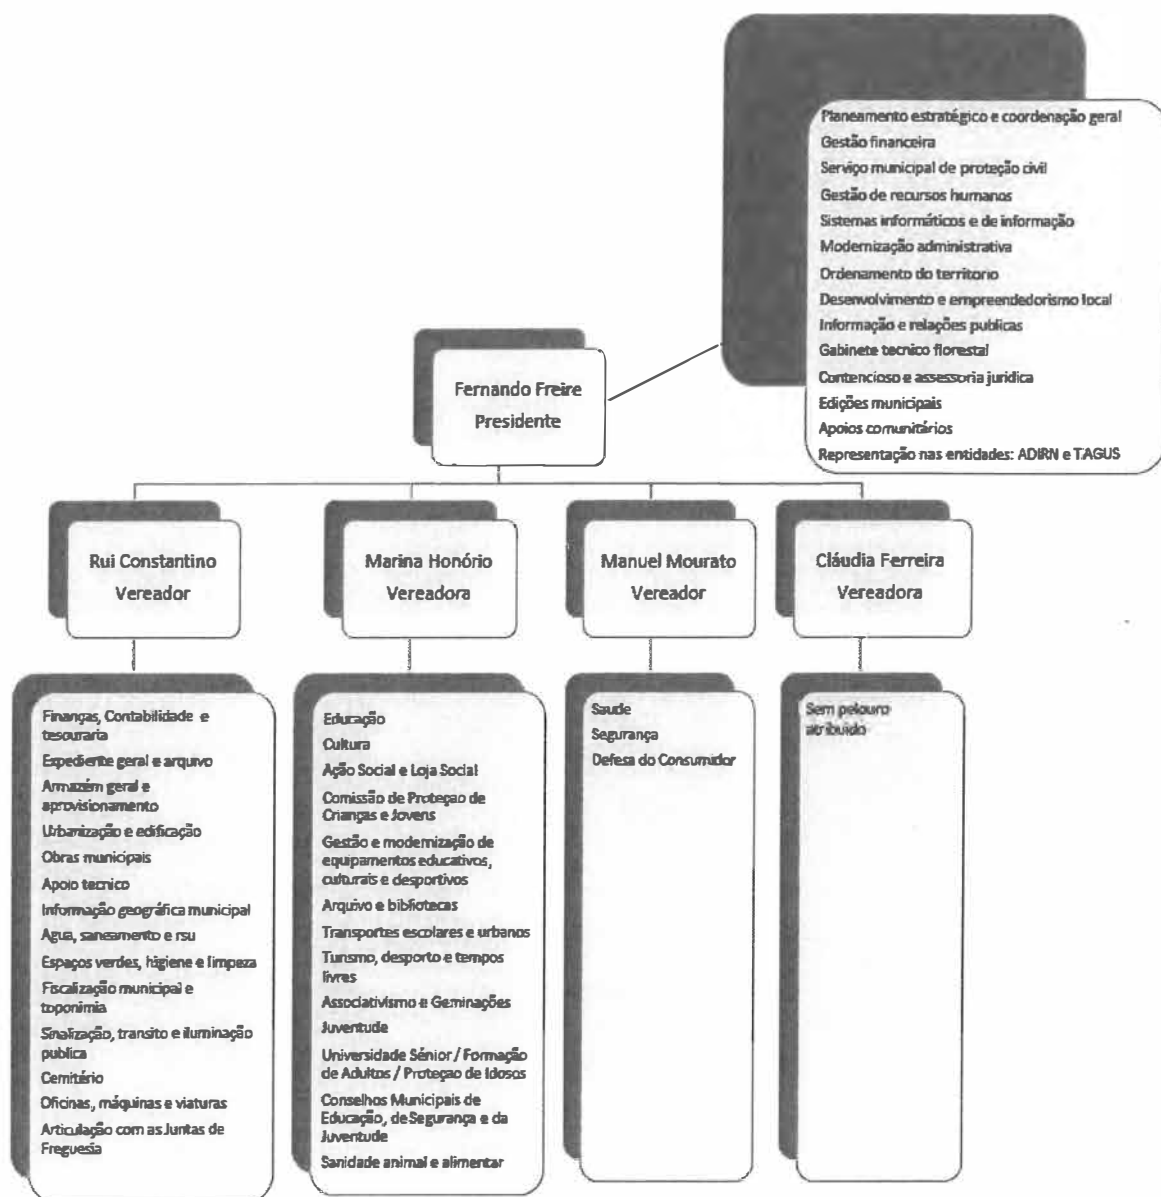 Planeamento estratégico e coordenação geral
Gestão financeira
Serviço municipal de proteção civil
Gestão de recursos humanos
Sistemas informáticos e de informação
Modernização administrativa
Ordenamento do territorio
Desenvolvimento e empreendedorismo local
Informação e relações publicas
Gabinete tecnico florestal
Contencioso e assessoria juridica
Edições municipais
Apoios comunitários
Representação nas entidades: ADIRN e TAGUS
Fernando Freire
Presidente
Rui Constantino
Vereador
Marina Honório
Vereadora
Manuel Mourato
Vereador
Cláudia Ferreira
Vereadora
Finanças, Contabilidade e
tesouraria
Expediente geral e arquivo
Armazém geral e
aprovisionamento
Urbanização e edificação
Obras municipais
Apoio tecnico
Informação geográfica municipal
Agua, saneamento e rsu
Espaços verdes, higiene e limpeza
Fiscalização municipal e
toponimia
Sinalização, transito e iluminação
publica
Cemitério
Oficinas, máquinas e viaturas
Articulação com as Juntas de
Freguesia
Educação
Cultura
Ação Social e Loja Social
Comissão de Proteçao de
Crianças e Jovens
Gestão e modernização de
equipamentos educativos,
culturais e desportivos
Arquivo e bibliotecas
Transportes escolares e urbanos
Turismo, desporto e tempos
livres
Associativismo e Geminações
Juventude
Universidade Sénior / Formação
de Adultos / Proteçao de Idosos
Conselhos Municipais de
Educação, de Segurança e da
Juventude
Sanidade animal e alimentar
Saude
Segurança
Defesa do Consumidor
Sem pelouro
atribuido